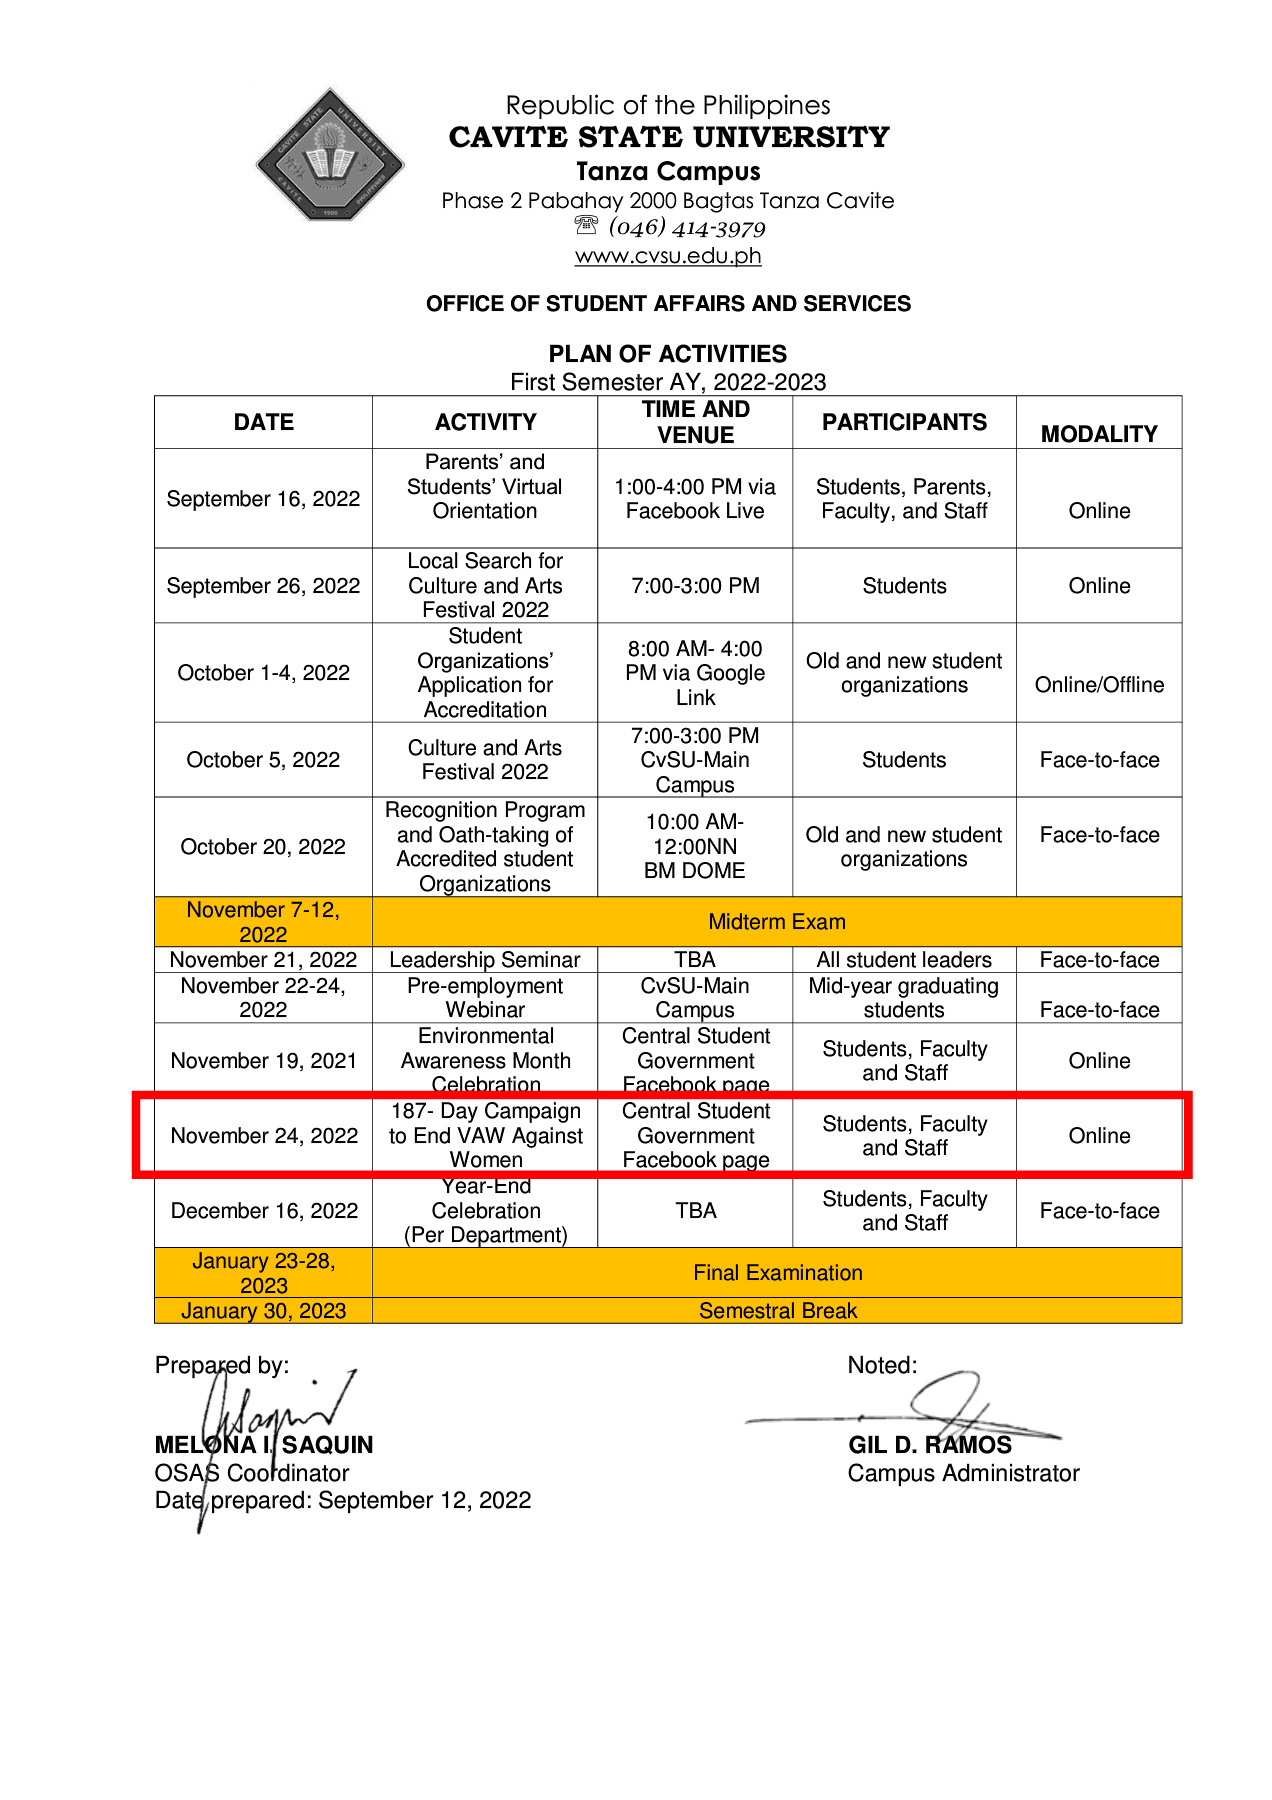 CAVITE STATE UNIVERSITY
CAVITE PHILIPPINES
1906
Republic of the Philippines
CAVITE STATE UNIVERSITY
Tanza Campus
Phase 2 Pabahay 2000 Bagtas Tanza Cavite
☏ (046) 414-3979
www.cvsu.edu.ph
OFFICE OF STUDENT AFFAIRS AND SERVICES
PLAN OF ACTIVITIES
First Semester AY, 2022-2023
DATE
ACTIVITY
TIME AND
VENUE
PARTICIPANTS
MODALITY
September 16, 2022
Parents’ and
Students’ Virtual
Orientation
1:00-4:00 PM via
Facebook Live
Students, Parents,
Faculty, and Staff
Online
September 26, 2022
Local Search for
Culture and Arts
Festival 2022
7:00-3:00 PM
Students
Online
October 1-4, 2022
Student
Organizations’
Application for
Accreditation
8:00 AM- 4:00
PM via Google
Link
Old and new student
organizations
Online/Offline
October 5, 2022
Culture and Arts
Festival 2022
7:00-3:00 PM
CvSU-Main
Campus
Students
Face-to-face
October 20, 2022
Recognition Program
and Oath-taking of
Accredited student
Organizations
10:00 AM-
12:00NN
BM DOME
Old and new student
organizations
Face-to-face
November 7-12,
2022
Midterm Exam
November 21, 2022
Leadership Seminar
TBA
All student leaders
Face-to-face
November 22-24,
2022
Pre-employment
Webinar
CvSU-Main
Campus
Mid-year graduating
students
Face-to-face
November 19, 2021
Environmental
Awareness Month
Celebration
Central Student
Government
Facebook page
Students, Faculty
and Staff
Online
November 24, 2022
187- Day Campaign
to End VAW Against
Women
Central Student
Government
Facebook page
Students, Faculty
and Staff
Online
December 16, 2022
Year-End
Celebration
(Per Department)
TBA
Students, Faculty
and Staff
Face-to-face
January 23-28,
2023
Final Examination
January 30, 2023
Semestral Break
Prepared by:
MELONA I. SAQUIN
OSAS Coordinator
Date prepared: September 12, 2022
Noted:
GIL D. RAMOS
Campus Administrator